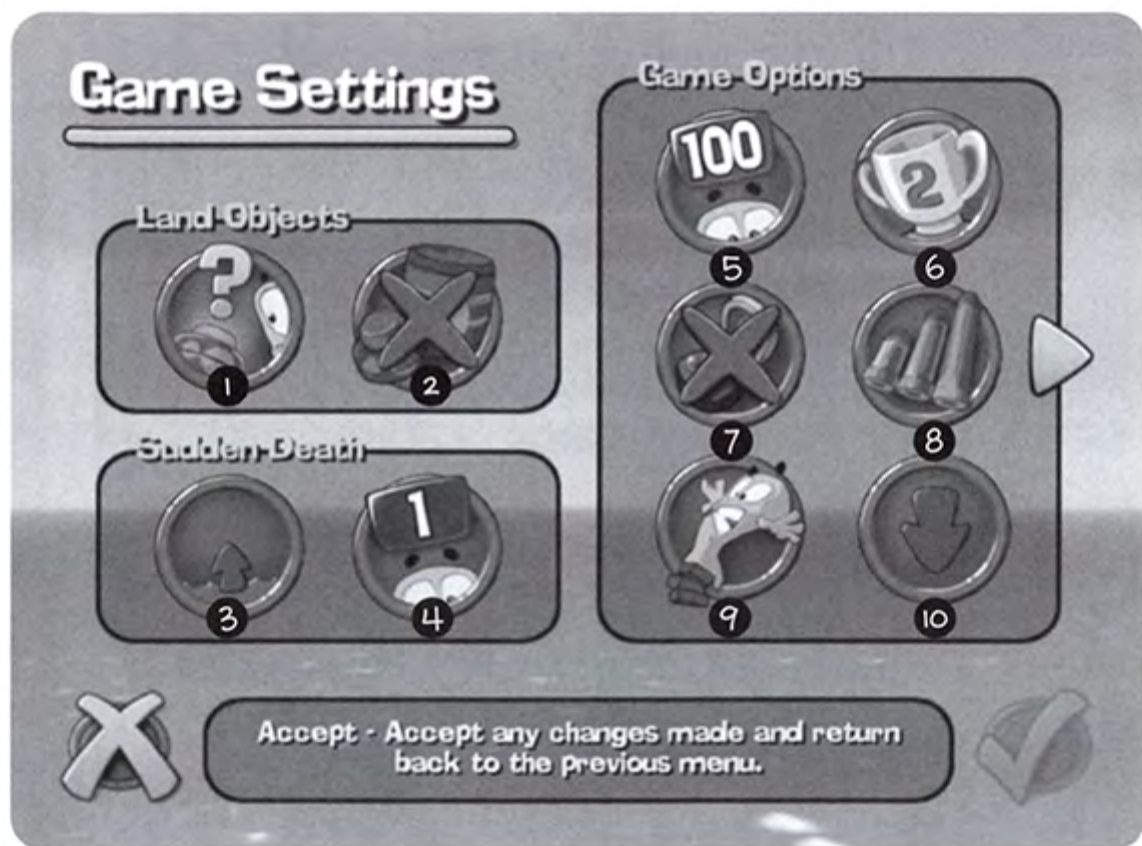 Game Settings
Game Options
100
2
5
6
Land Objects
?
1
2
7
8
Sudden Death
1
3
4
9
10
Accept - Accept any changes made and return
back to the previous menu.